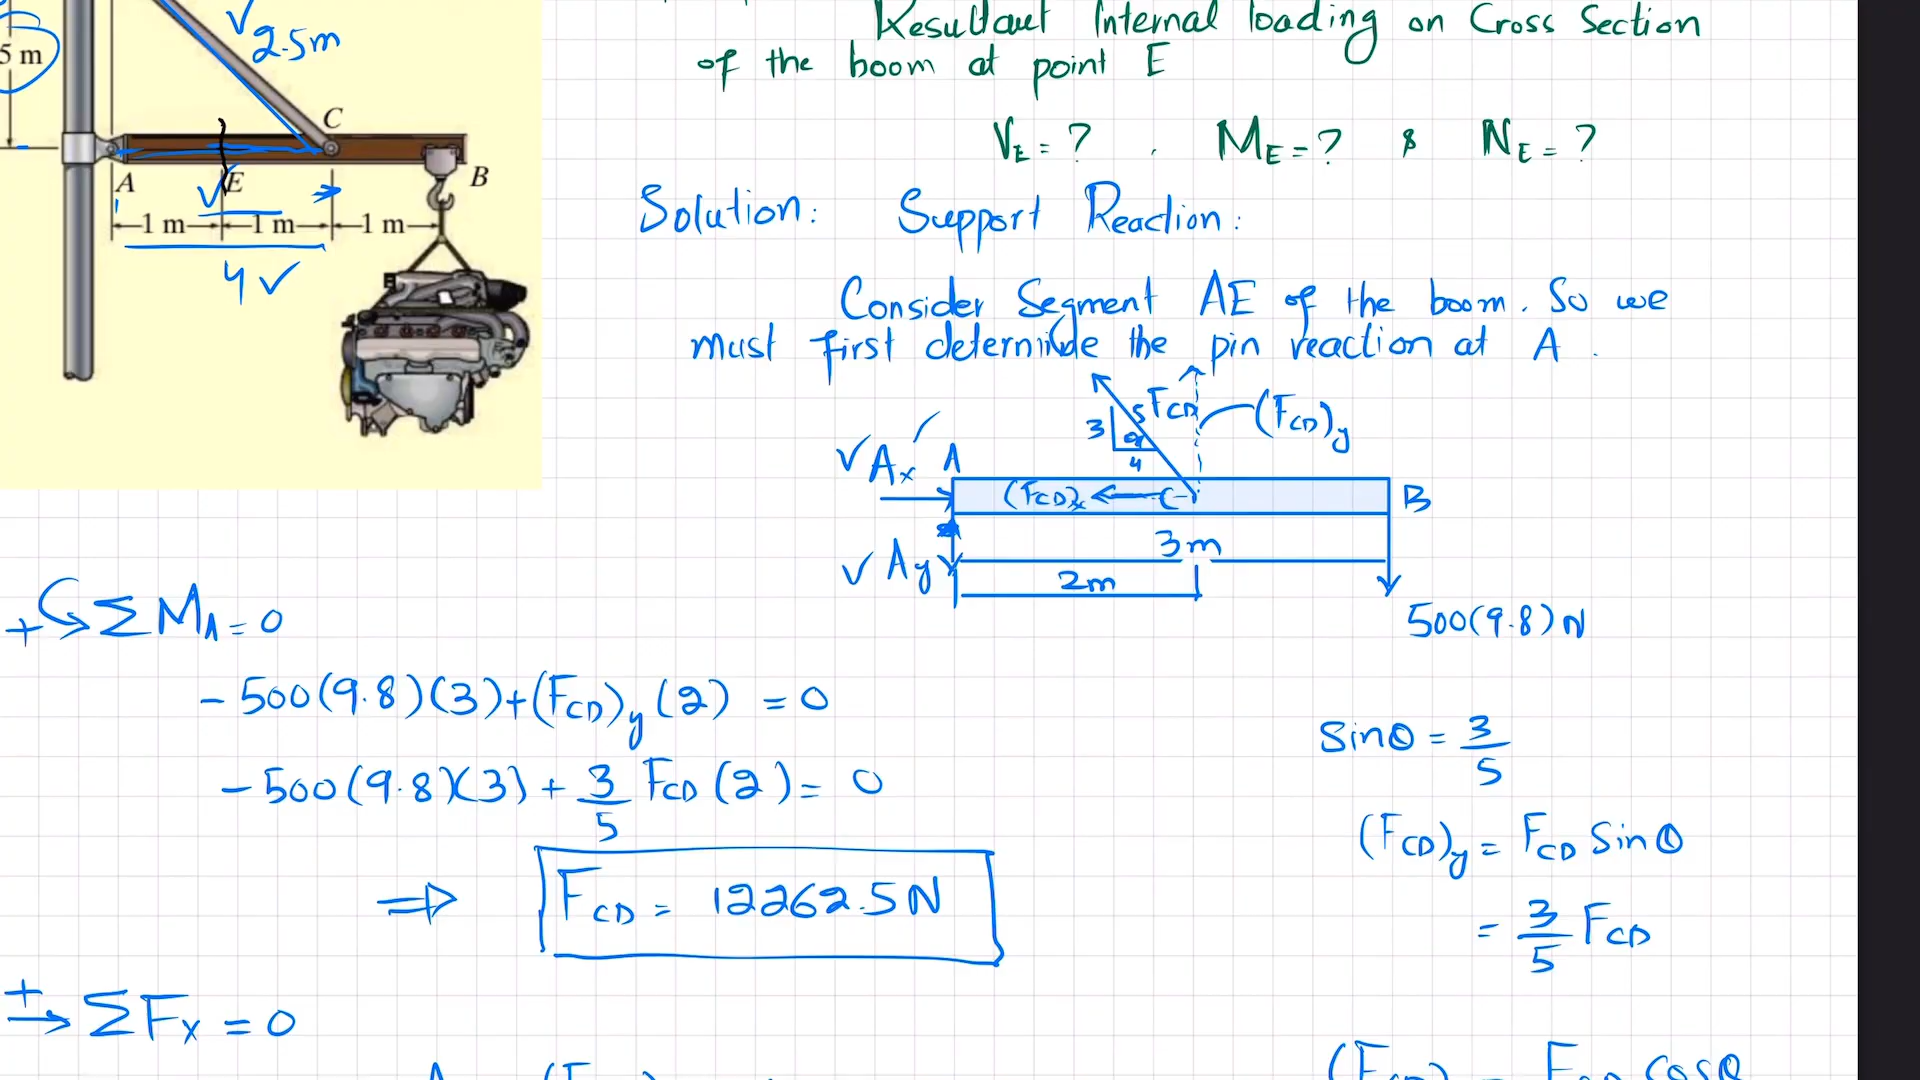 Resultant Internal loading on Cross Section
of the boom at point E
V_E = ? , M_E = ? & N_E = ?
5 m
2.5m
C
A
E
B
1 m 1 m 1 m
4 ✓
Solution: Support Reaction:
Consider Segment AE of the boom. So we
must first determine the pin reaction at A.
3 5 4 F_CD (F_CD)_y
✓ A_x A
(F_CD)_x C B
✓ A_y
3m
2m
500(9.8)N
+ ΣM_A = 0
- 500(9.8)(3)+(F_CD)_y (2) = 0
- 500(9.8)(3) + 3/5 F_CD (2) = 0
⇒ F_CD = 12262.5N
Sinθ = 3/5
(F_CD)_y = F_CD Sinθ
= 3/5 F_CD
+→ ΣF_x = 0